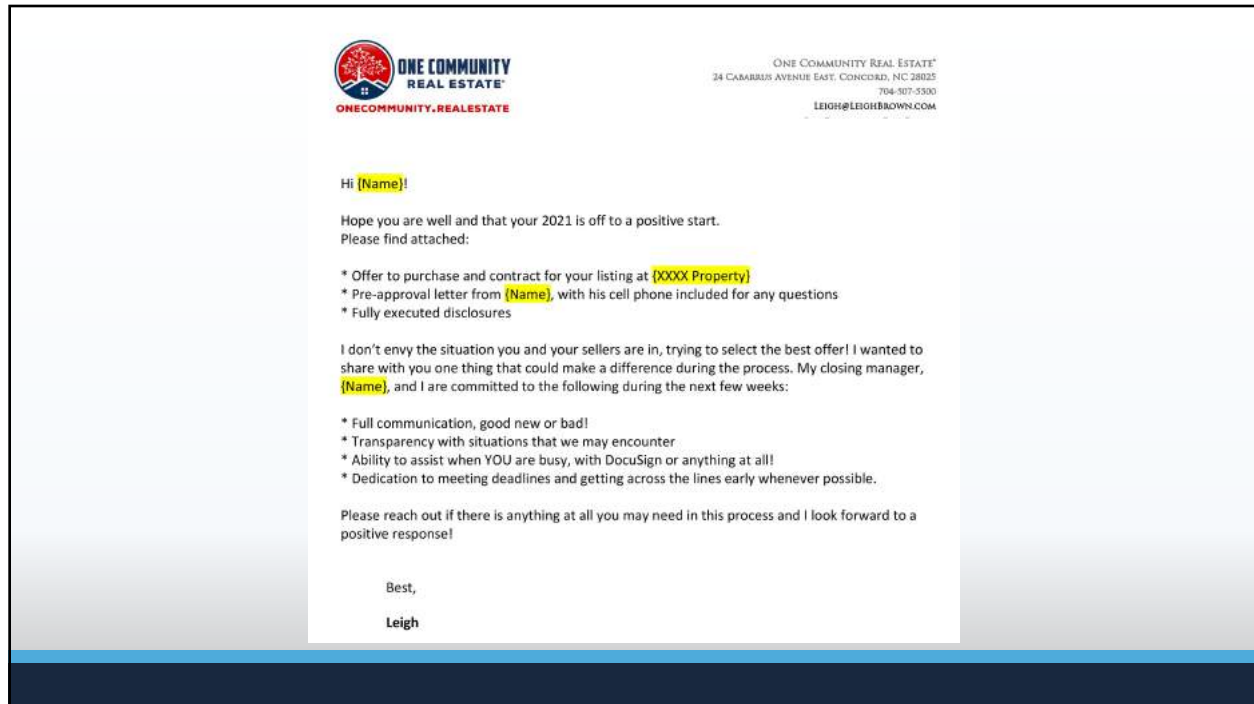 ONE COMMUNITY
REAL ESTATE®
ONECOMMUNITY.REALESTATE
ONE COMMUNITY REAL ESTATE®
24 CABARRUS AVENUE EAST, CONCORD, NC 28025
704-507-5500
LEIGH@LEIGHBROWN.COM
Hi {Name}!
Hope you are well and that your 2021 is off to a positive start.
Please find attached:
* Offer to purchase and contract for your listing at {XXXX Property}
* Pre-approval letter from {Name}, with his cell phone included for any questions
* Fully executed disclosures
I don't envy the situation you and your sellers are in, trying to select the best offer! I wanted to
share with you one thing that could make a difference during the process. My closing manager,
{Name}, and I are committed to the following during the next few weeks:
* Full communication, good new or bad!
* Transparency with situations that we may encounter
* Ability to assist when YOU are busy, with DocuSign or anything at all!
* Dedication to meeting deadlines and getting across the lines early whenever possible.
Please reach out if there is anything at all you may need in this process and I look forward to a
positive response!
Best,
Leigh